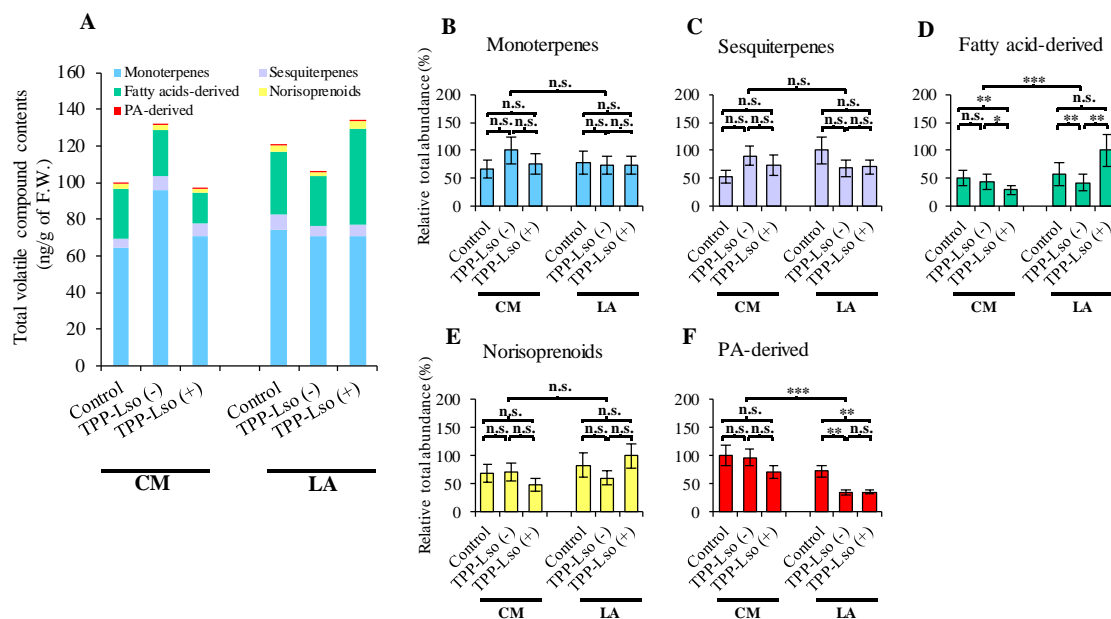 A
Total volatile compound contents
(ng/g of F.W.)
160
140
120
100
80
60
40
20
0
Monoterpenes
Sesquiterpenes
Fatty acids-derived
Norisoprenoids
PA-derived
Control
TPP-Lso (-)
TPP-Lso (+)
Control
TPP-Lso (-)
TPP-Lso (+)
CM
LA
B
Monoterpenes
Relative total abundance (%)
200
150
100
50
0
n.s.
n.s.
n.s.
n.s.
n.s.
n.s.
n.s.
Control
TPP-Lso (-)
TPP-Lso (+)
Control
TPP-Lso (-)
TPP-Lso (+)
CM
LA
C
Sesquiterpenes
200
150
100
50
0
n.s.
n.s.
n.s.
n.s.
n.s.
n.s.
n.s.
Control
TPP-Lso (-)
TPP-Lso (+)
Control
TPP-Lso (-)
TPP-Lso (+)
CM
LA
D
Fatty acid-derived
200
150
100
50
0
***
**
n.s.
n.s.
*
**
**
Control
TPP-Lso (-)
TPP-Lso (+)
Control
TPP-Lso (-)
TPP-Lso (+)
CM
LA
E
Norisoprenoids
Relative total abundance (%)
200
150
100
50
0
n.s.
n.s.
n.s.
n.s.
n.s.
n.s.
n.s.
Control
TPP-Lso (-)
TPP-Lso (+)
Control
TPP-Lso (-)
TPP-Lso (+)
CM
LA
F
PA-derived
200
150
100
50
0
***
n.s.
**
n.s.
n.s.
**
n.s.
Control
TPP-Lso (-)
TPP-Lso (+)
Control
TPP-Lso (-)
TPP-Lso (+)
CM
LA